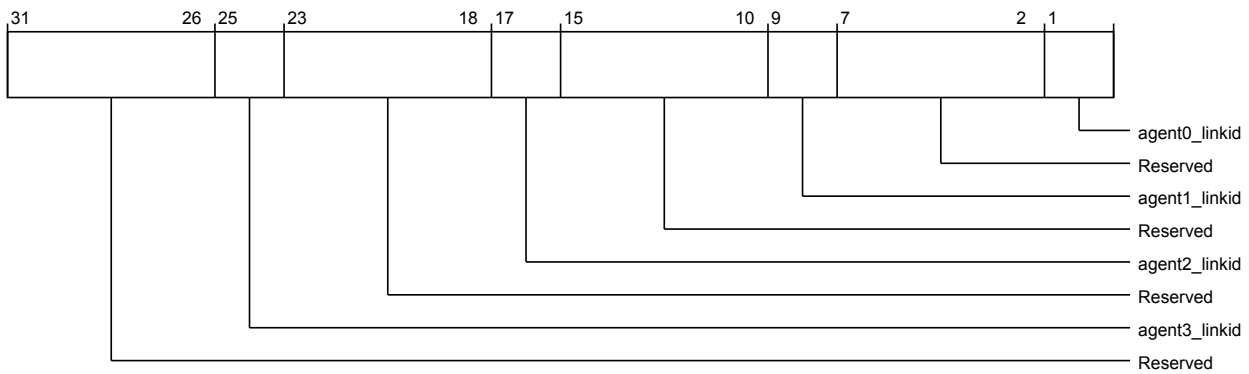 31 26 25 23 18 17 15 10 9 7 2 1
agent0_linkid
Reserved
agent1_linkid
Reserved
agent2_linkid
Reserved
agent3_linkid
Reserved